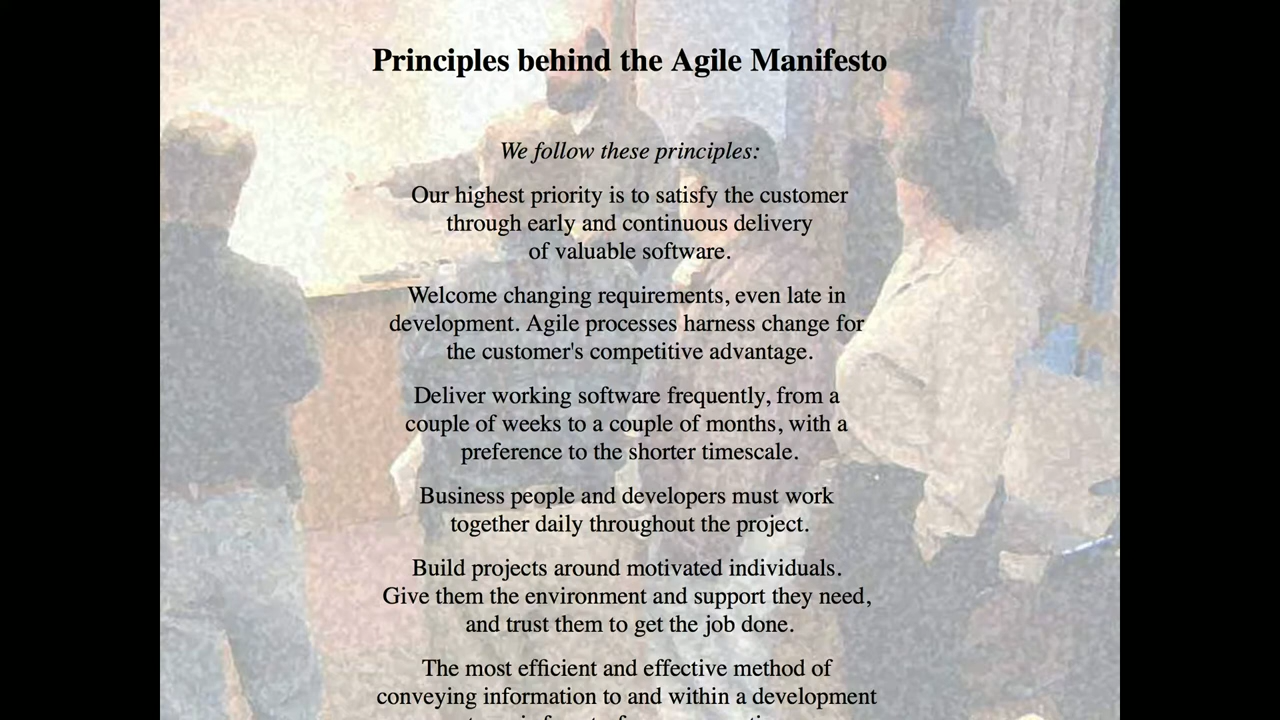 Principles behind the Agile Manifesto
We follow these principles:
Our highest priority is to satisfy the customer
through early and continuous delivery
of valuable software.
Welcome changing requirements, even late in
development. Agile processes harness change for
the customer's competitive advantage.
Deliver working software frequently, from a
couple of weeks to a couple of months, with a
preference to the shorter timescale.
Business people and developers must work
together daily throughout the project.
Build projects around motivated individuals.
Give them the environment and support they need,
and trust them to get the job done.
The most efficient and effective method of
conveying information to and within a development